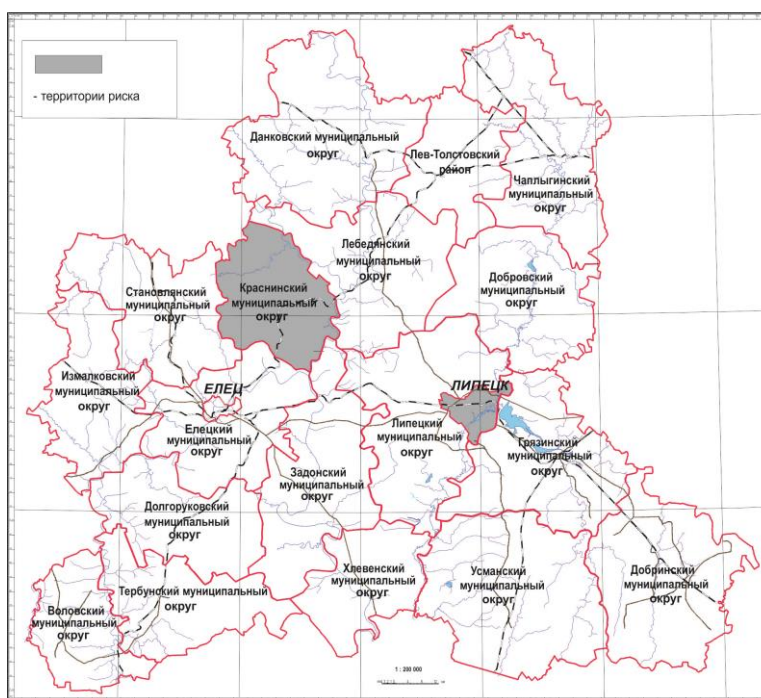 - территории риска
Данковский муниципальный
округ
Лев-Толстовский
район
Чаплыгинский
муниципальный
округ
Лебедянский
муниципальный
округ
Добровский
муниципальный
округ
Краснинский
муниципальный
округ
Становлянский
муниципальный
округ
Измалковский
муниципальный
округ
ЕЛЕЦ
Елецкий
муниципальный
округ
ЛИПЕЦК
Липецкий
муниципальный
округ
Грязинский
муниципальный
округ
Задонский
муниципальный
округ
Долгоруковский
муниципальный
округ
Хлевенский
муниципальный
округ
Усманский
муниципальный
округ
Добринский
муниципальный
округ
Тербунский муниципальный
округ
Воловский
муниципальный
округ
1 : 200 000